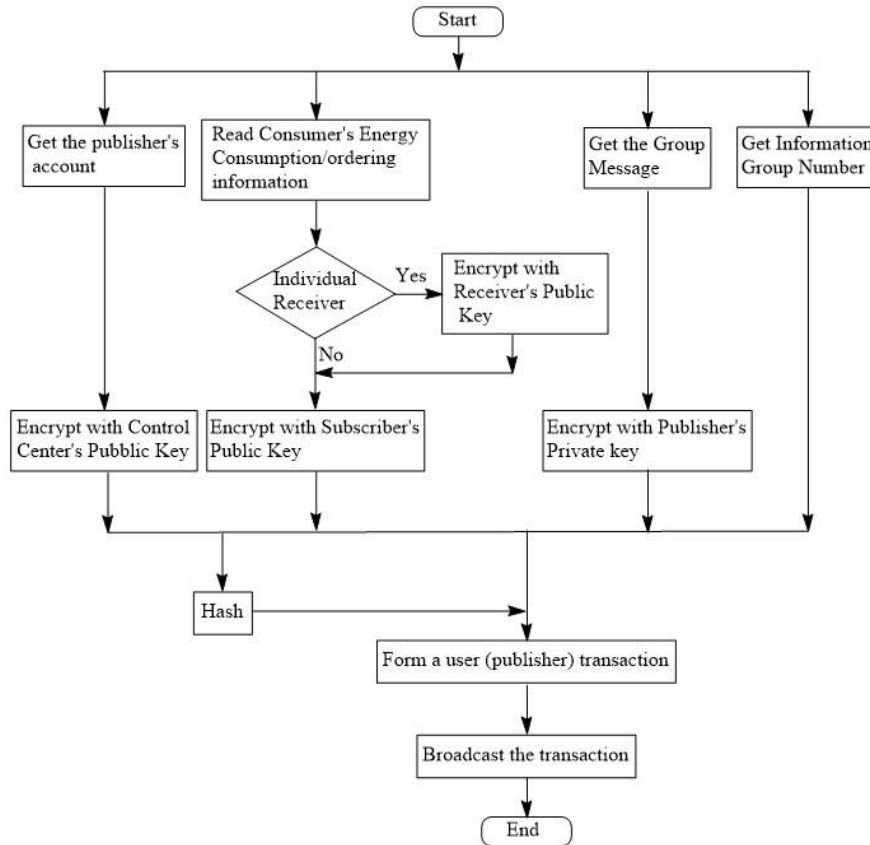 Start
Get the publisher's
account
Read Consumer's Energy
Consumption/ordering
information
Get the Group
Message
Get Information
Group Number
Individual
Receiver
Yes
Encrypt with
Receiver's Public
Key
No
Encrypt with Control
Center's Pubblic Key
Encrypt with Subscriber's
Public Key
Encrypt with Publisher's
Private key
Hash
Form a user (publisher) transaction
Broadcast the transaction
End